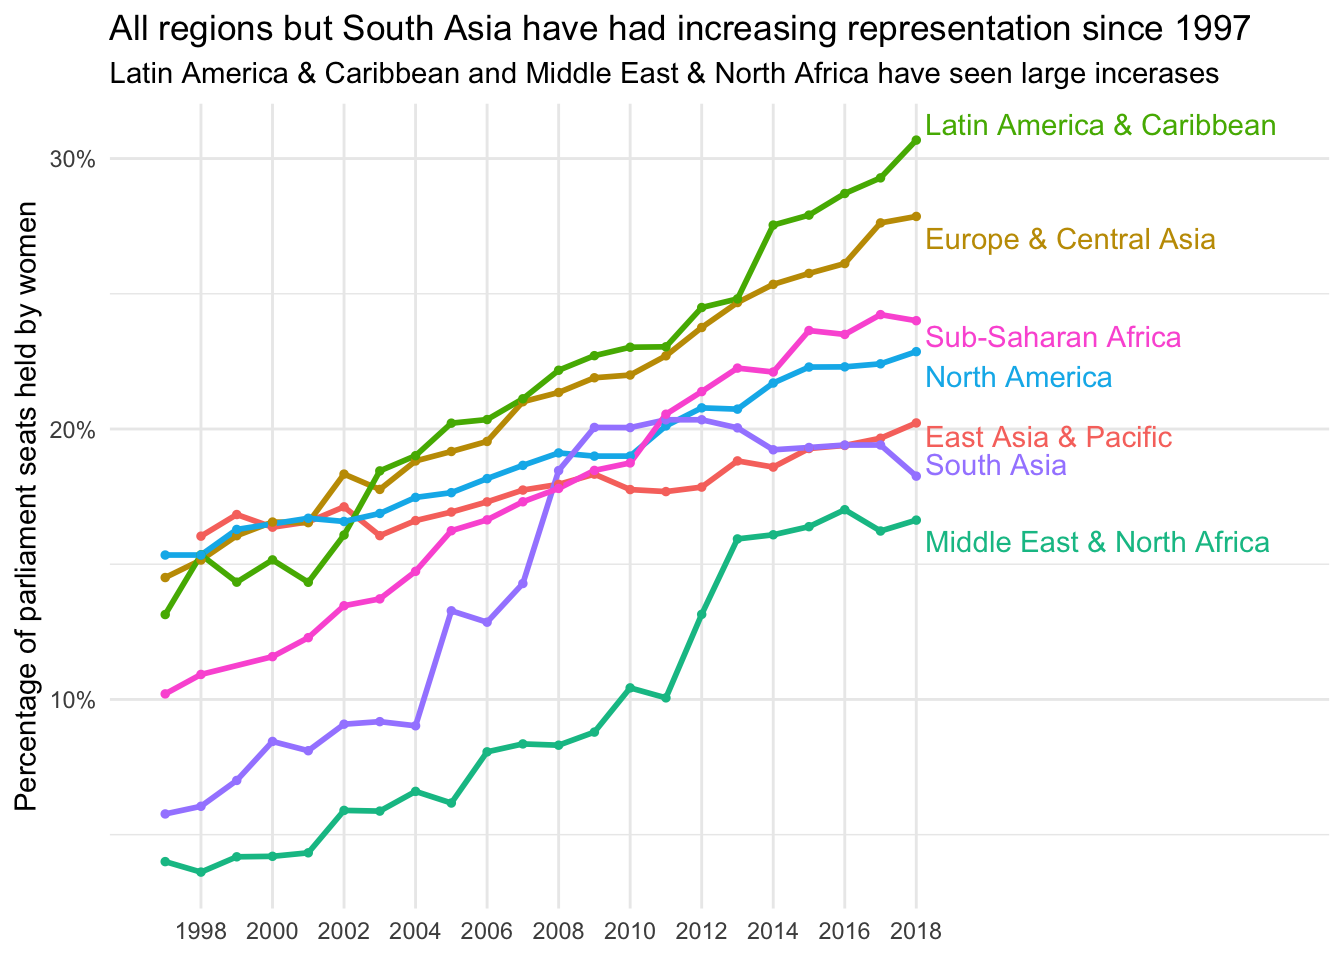 All regions but South Asia have had increasing representation since 1997
Latin America & Caribbean and Middle East & North Africa have seen large incerases
Percentage of parliament seats held by women
30%
20%
10%
Latin America & Caribbean
Europe & Central Asia
Sub-Saharan Africa
North America
East Asia & Pacific
South Asia
Middle East & North Africa
1998 2000 2002 2004 2006 2008 2010 2012 2014 2016 2018